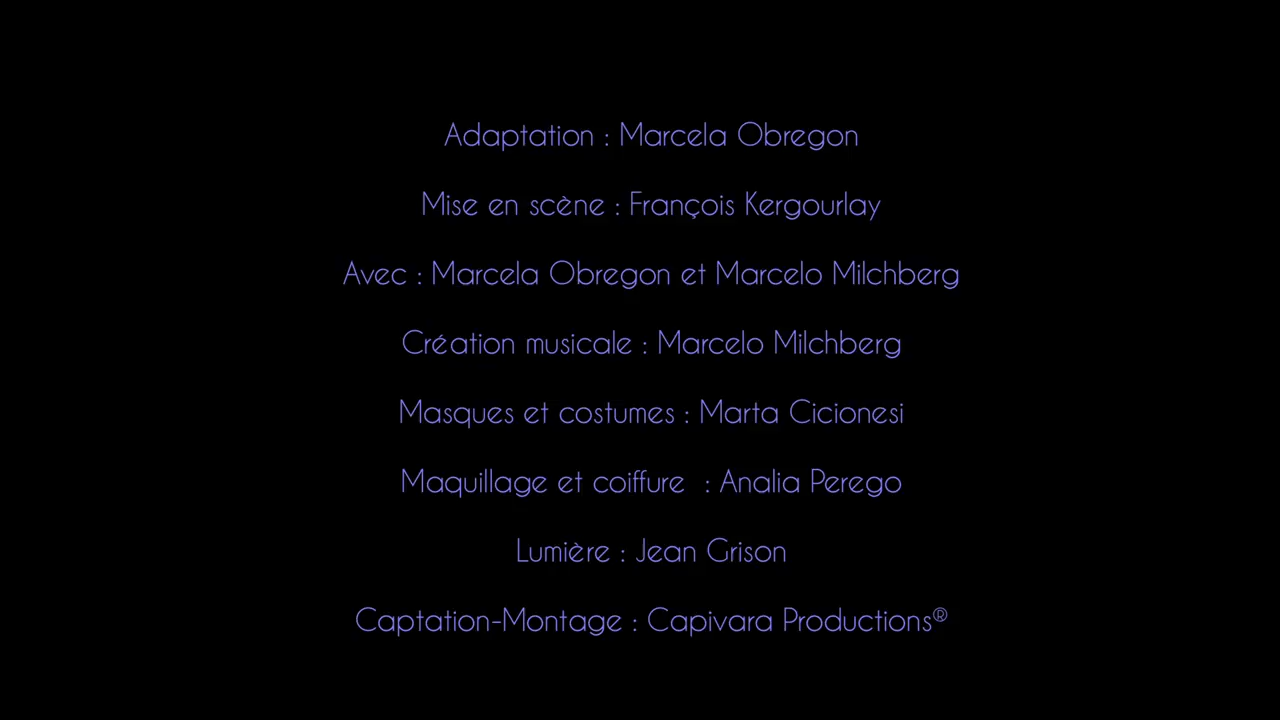 Adaptation : Marcela Obregon
Mise en scène : François Kergourlay
Avec : Marcela Obregon et Marcelo Milchberg
Création musicale : Marcelo Milchberg
Masques et costumes : Marta Cicionesi
Maquillage et coiffure  : Analia Perego
Lumière : Jean Grison
Captation-Montage : Capivara Productions®